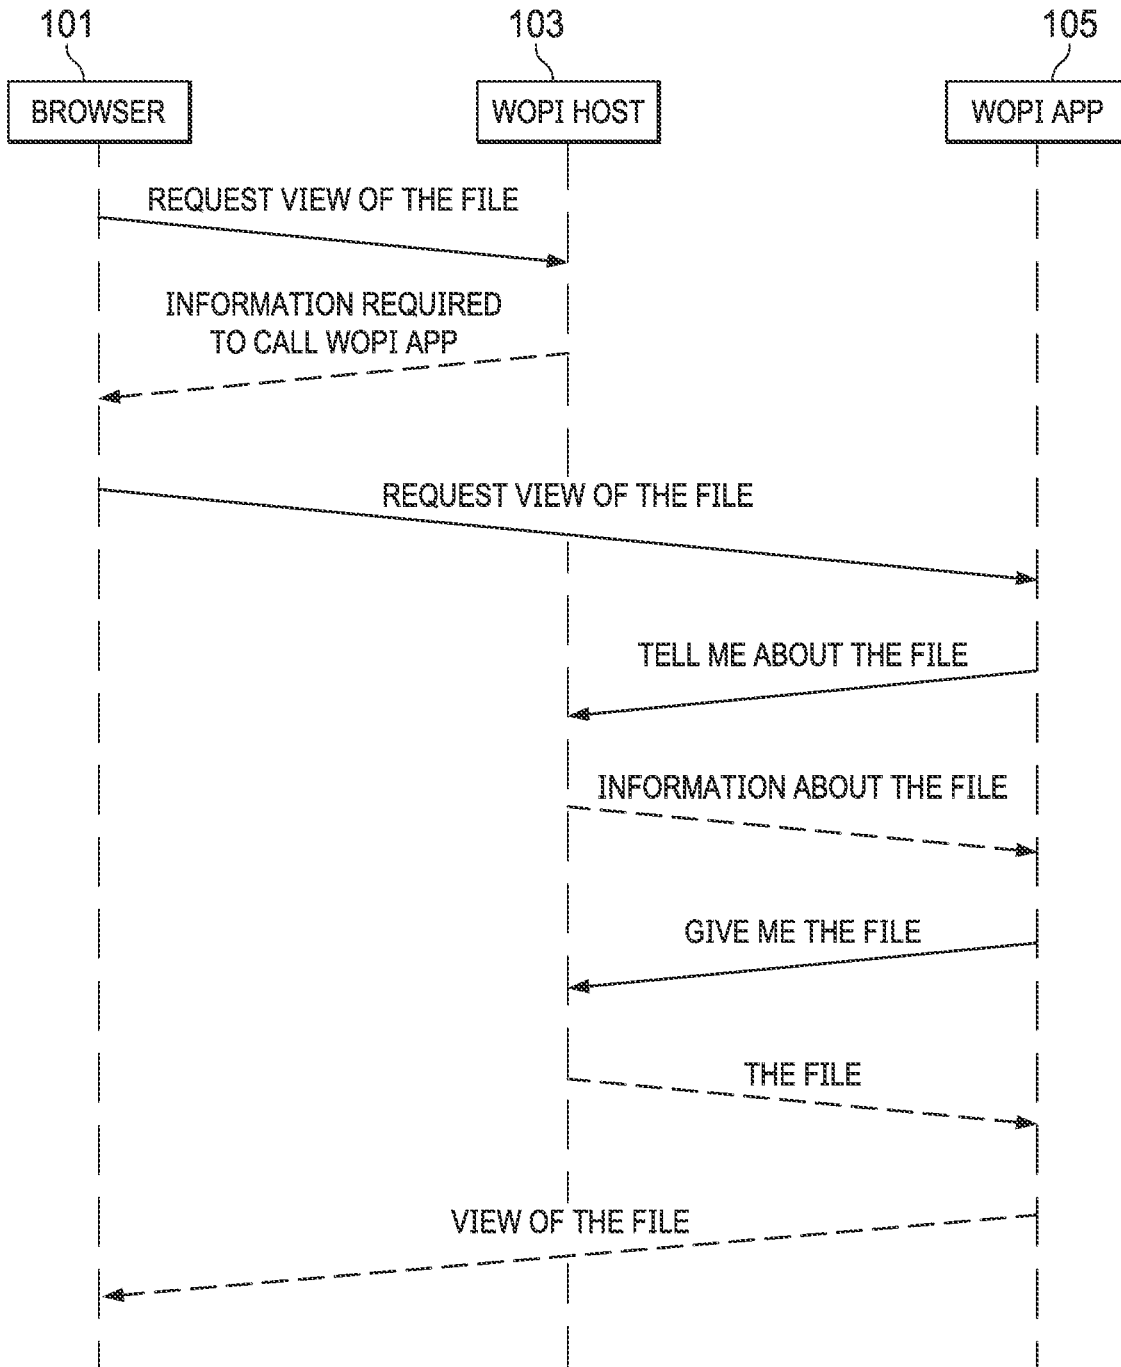 101
103
105
BROWSER
WOPI HOST
WOPI APP
REQUEST VIEW OF THE FILE
INFORMATION REQUIRED
TO CALL WOPI APP
REQUEST VIEW OF THE FILE
TELL ME ABOUT THE FILE
INFORMATION ABOUT THE FILE
GIVE ME THE FILE
THE FILE
VIEW OF THE FILE